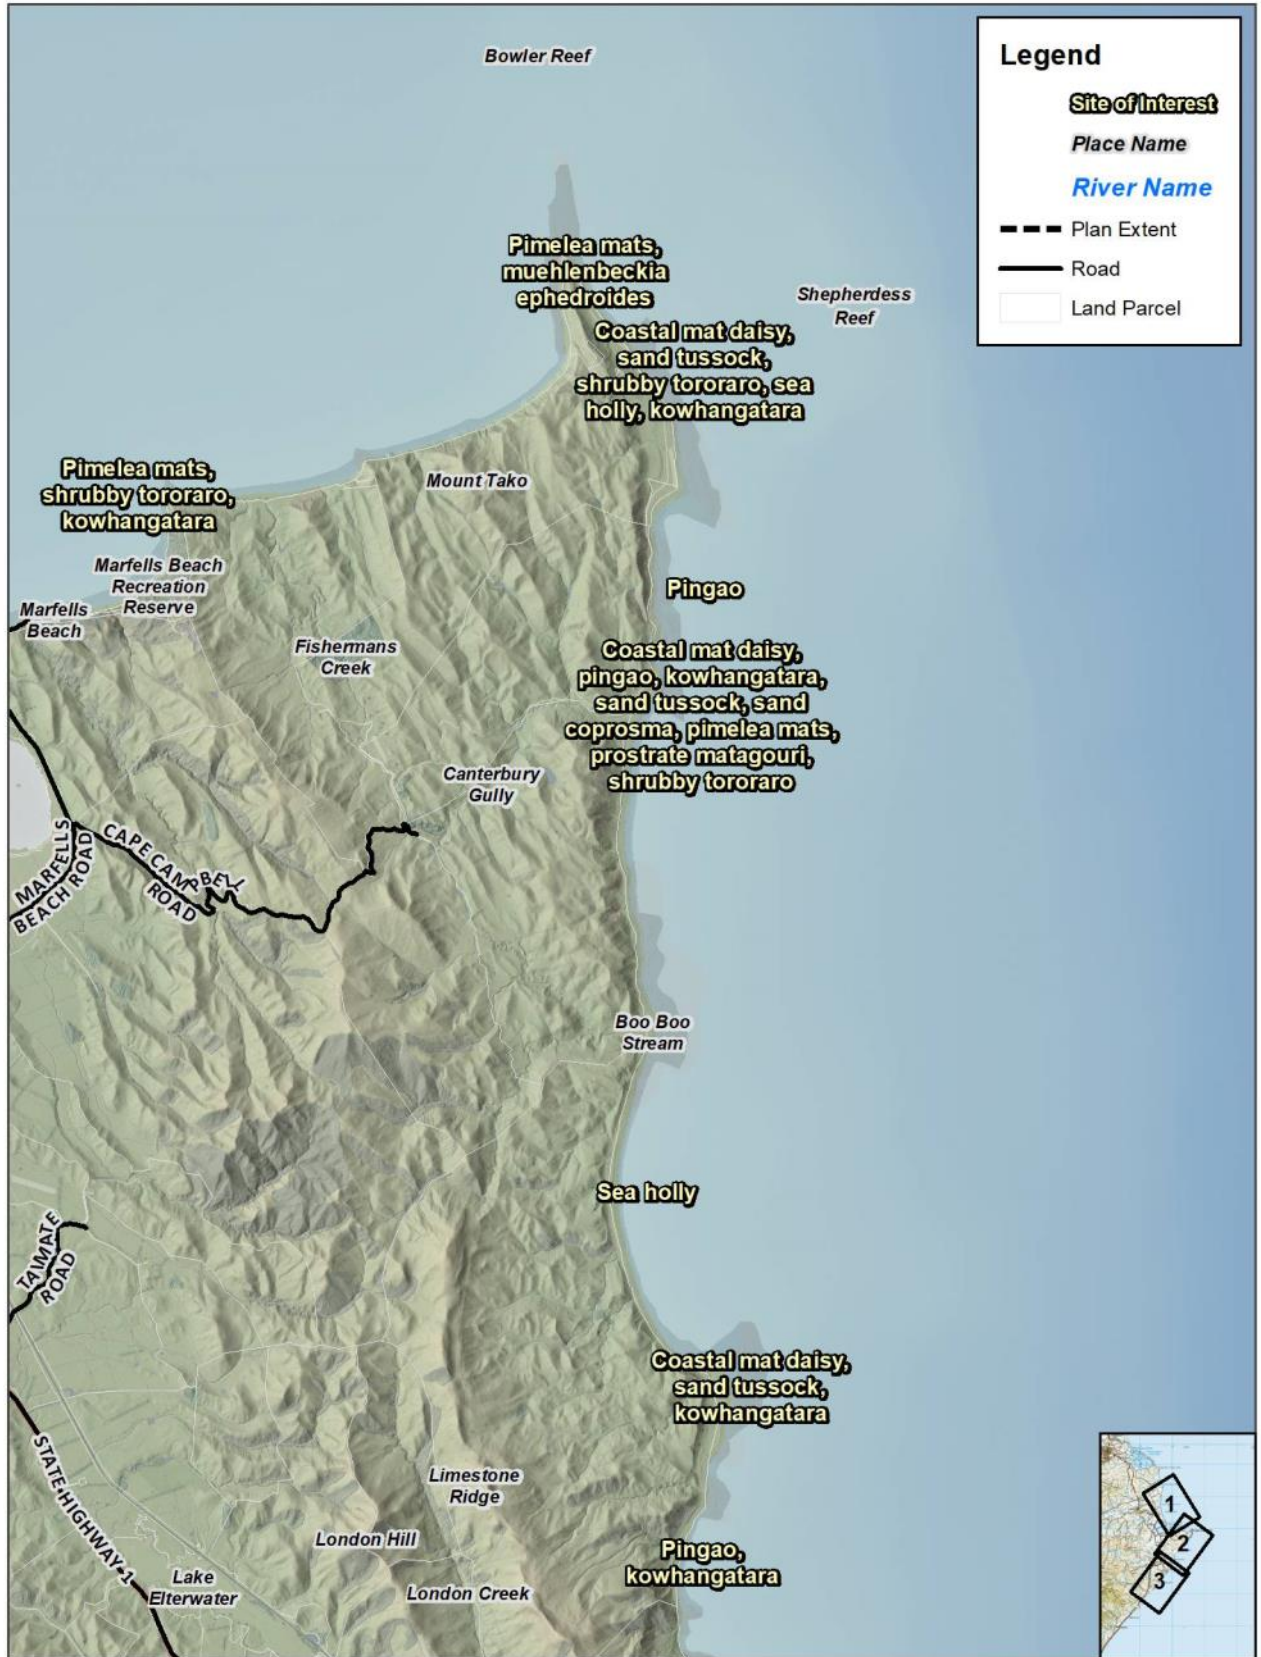 Bowler Reef
Legend
Site of Interest
Place Name
River Name
Plan Extent
Road
Land Parcel
Pimelea mats,
muehlenbeckia
ephedroides
Shepherdess
Reef
Coastal mat daisy,
sand tussock,
shrubby tororaro, sea
holly, kowhangatara
Mount Tako
Pimelea mats,
shrubby tororaro,
kowhangatara
Marfells Beach
Recreation
Reserve
Marfells
Beach
Pingao
Fishermans
Creek
Coastal mat daisy,
pingao, kowhangatara,
sand tussock, sand
coprosma, pimelea mats,
prostrate matagouri,
shrubby tororaro
Canterbury
Gully
MARFELLS
BEACH ROAD
CAPE CAMPBELL
ROAD
Boo Boo
Stream
Sea holly
TAIMATE
ROAD
Coastal mat daisy,
sand tussock,
kowhangatara
STATE HIGHWAY 1
Limestone
Ridge
London Hill
Pingao,
kowhangatara
Lake
Elterwater
London Creek
1
2
3